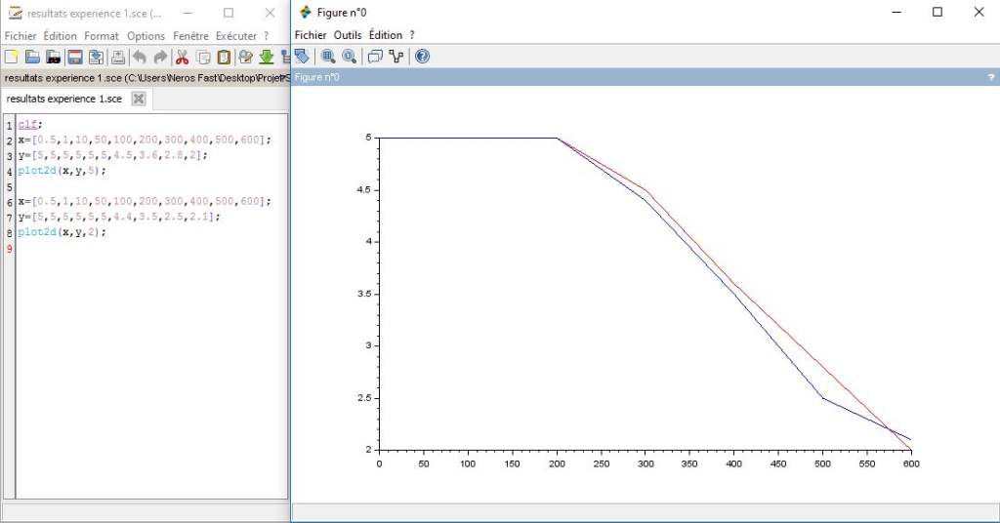 resultats experience 1.sce (...
Fichier Édition Format Options Fenêtre Exécuter ?
resultats experience 1.sce (C:\Users\Neros Fast\Desktop\Projet
resultats experience 1.sce
1 clf;
2 x=[0.5,1,10,50,100,200,300,400,500,600];
3 y=[5,5,5,5,5,5,4.5,3.6,2.8,2];
4 plot2d(x,y,5);
5
6 x=[0.5,1,10,50,100,200,300,400,500,600];
7 y=[5,5,5,5,5,5,4.4,3.5,2.5,2.1];
8 plot2d(x,y,2);
9
Figure n°0
Fichier Outils Édition ?
Figure n°0 ?
5
4.5
4
3.5
3
2.5
2
0 50 100 150 200 250 300 350 400 450 500 550 600